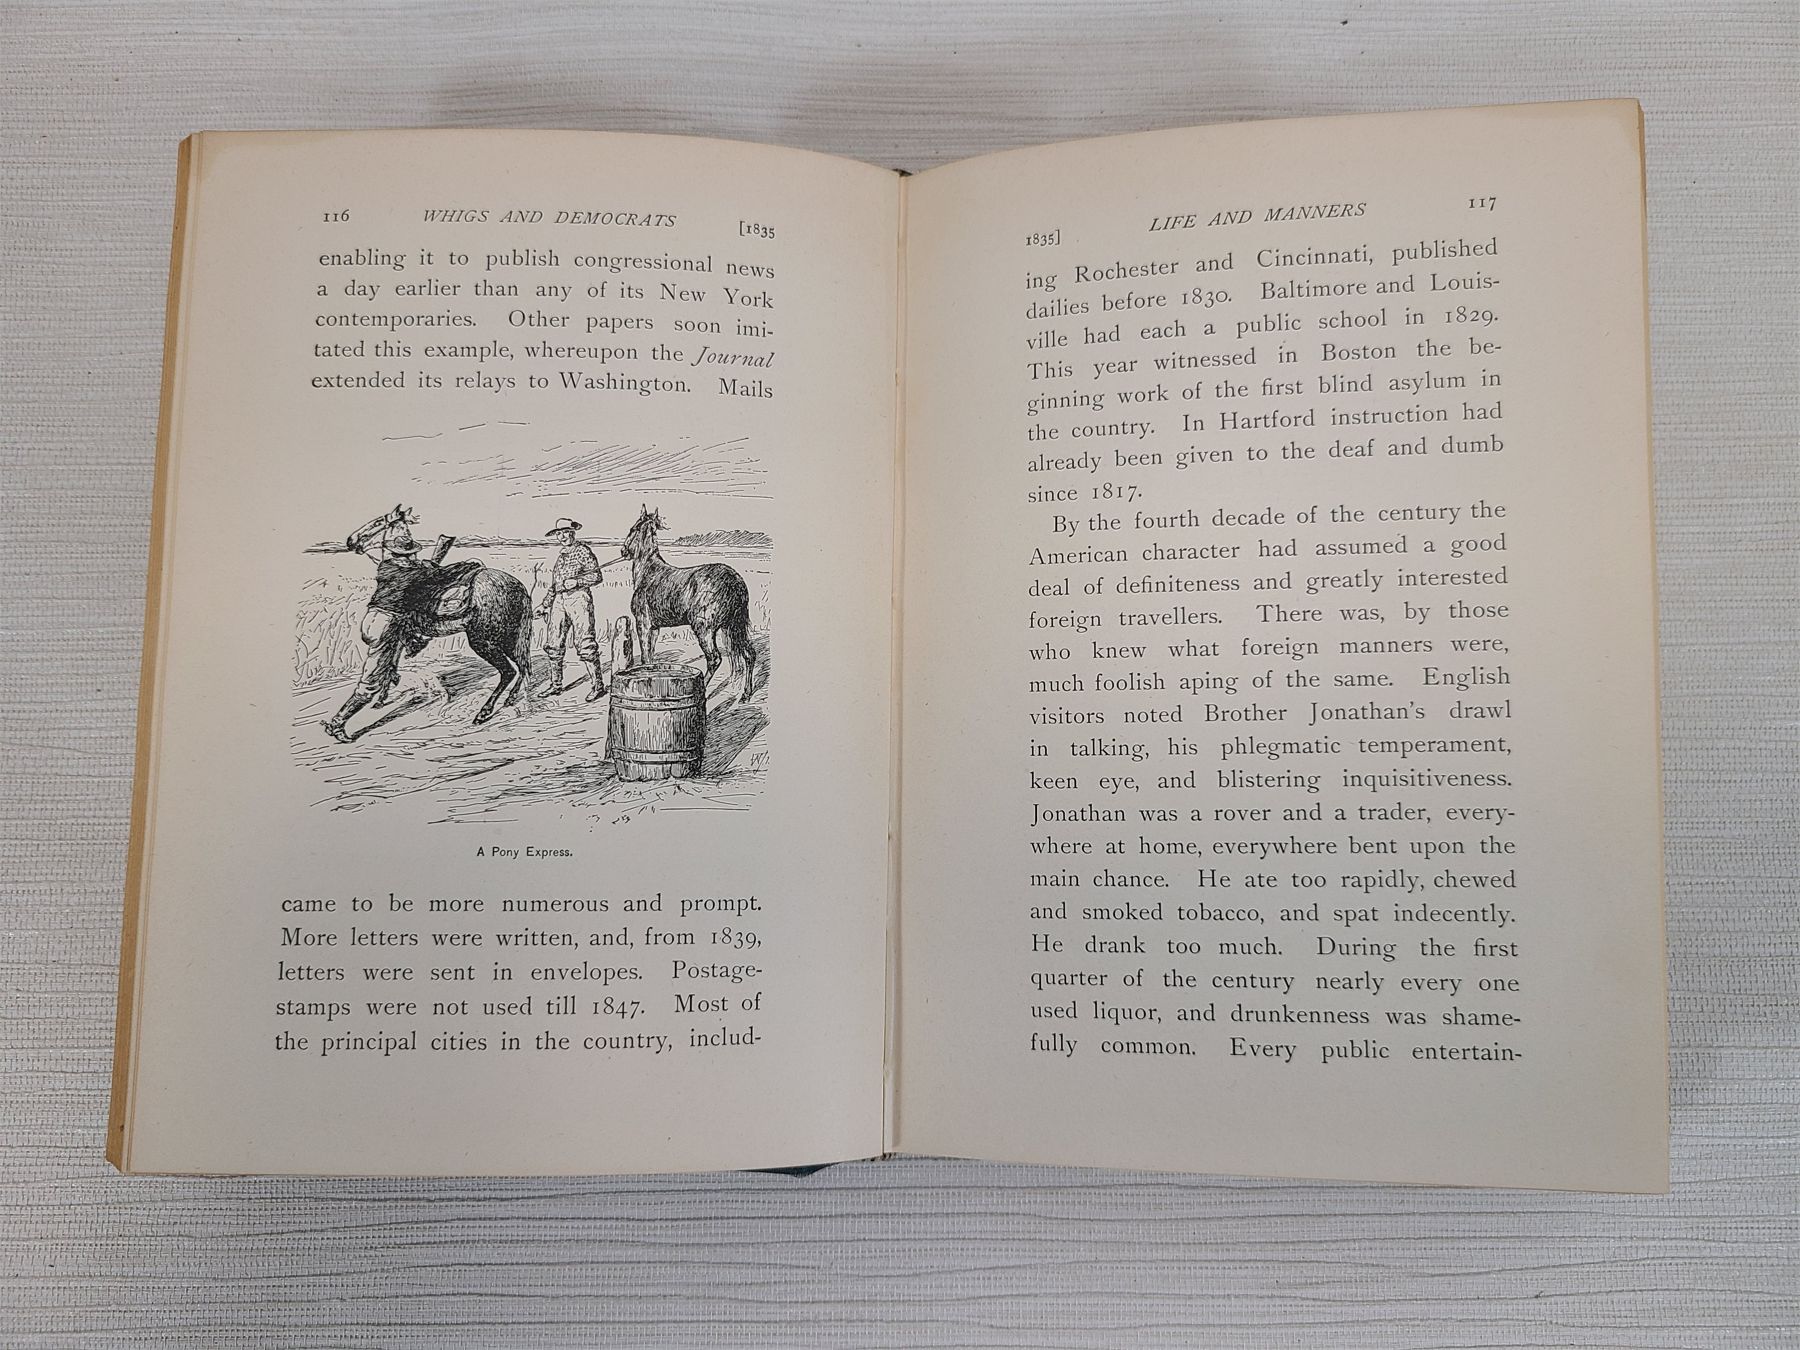 116 WHIGS AND DEMOCRATS [1835
enabling it to publish congressional news
a day earlier than any of its New York
contemporaries. Other papers soon imi-
tated this example, whereupon the Journal
extended its relays to Washington. Mails
A Pony Express.
came to be more numerous and prompt.
More letters were written, and, from 1839,
letters were sent in envelopes. Postage-
stamps were not used till 1847. Most of
the principal cities in the country, includ-
1835] LIFE AND MANNERS 117
ing Rochester and Cincinnati, published
dailies before 1830. Baltimore and Louis-
ville had each a public school in 1829.
This year witnessed in Boston the be-
ginning work of the first blind asylum in
the country. In Hartford instruction had
already been given to the deaf and dumb
since 1817.
By the fourth decade of the century the
American character had assumed a good
deal of definiteness and greatly interested
foreign travellers. There was, by those
who knew what foreign manners were,
much foolish aping of the same. English
visitors noted Brother Jonathan's drawl
in talking, his phlegmatic temperament,
keen eye, and blistering inquisitiveness.
Jonathan was a rover and a trader, every-
where at home, everywhere bent upon the
main chance. He ate too rapidly, chewed
and smoked tobacco, and spat indecently.
He drank too much. During the first
quarter of the century nearly every one
used liquor, and drunkenness was shame-
fully common. Every public entertain-